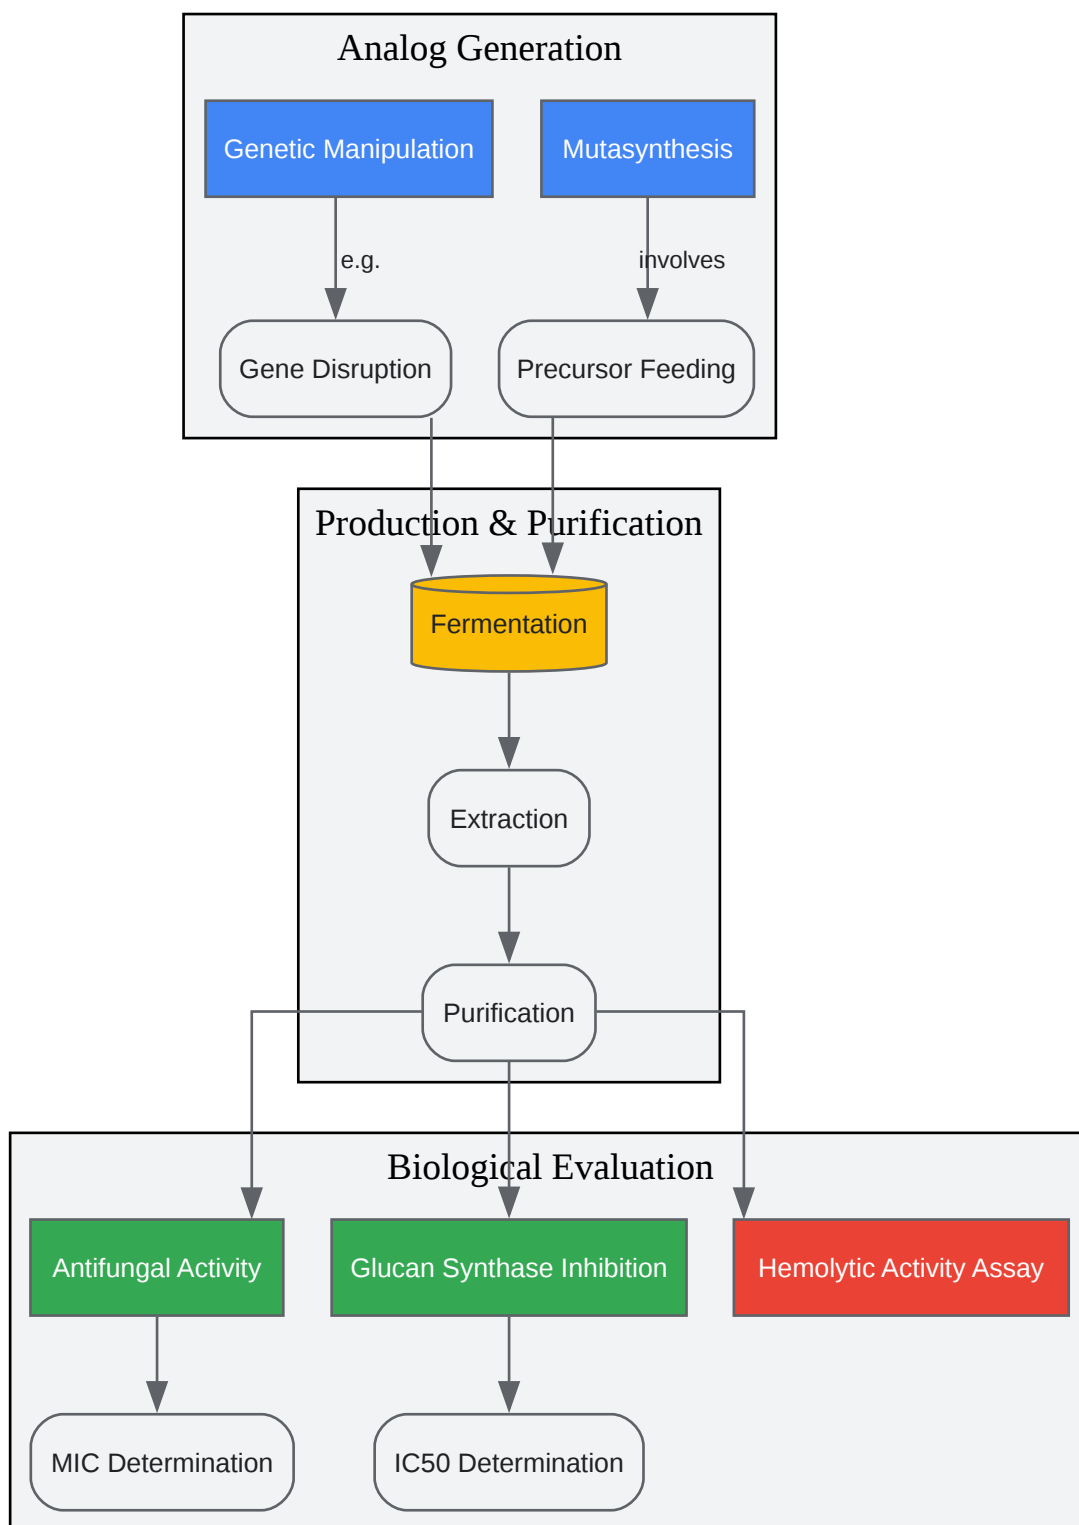 Analog Generation
Genetic Manipulation
Mutasynthesis
e.g.
involves
Gene Disruption
Precursor Feeding
Production & Purification
Fermentation
Extraction
Purification
Biological Evaluation
Antifungal Activity
Glucan Synthase Inhibition
Hemolytic Activity Assay
MIC Determination
IC50 Determination